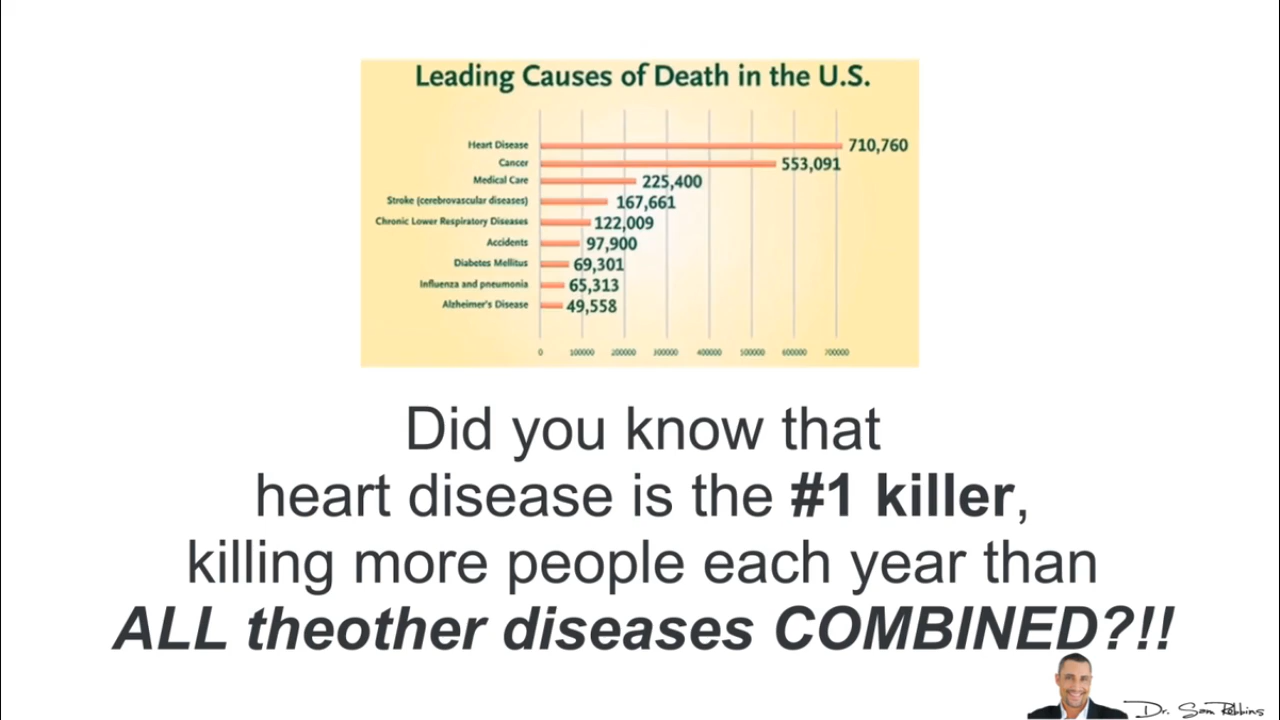 Leading Causes of Death in the U.S.
Heart Disease 710,760
Cancer 553,091
Medical Care 225,400
Stroke (cerebrovascular diseases) 167,661
Chronic Lower Respiratory Diseases 122,009
Accidents 97,900
Diabetes Mellitus 69,301
Influenza and pneumonia 65,313
Alzheimer's Disease 49,558
0 100000 200000 300000 400000 500000 600000 700000
Did you know that
heart disease is the #1 killer,
killing more people each year than
ALL theother diseases COMBINED?!!
Dr. Sam Robbins